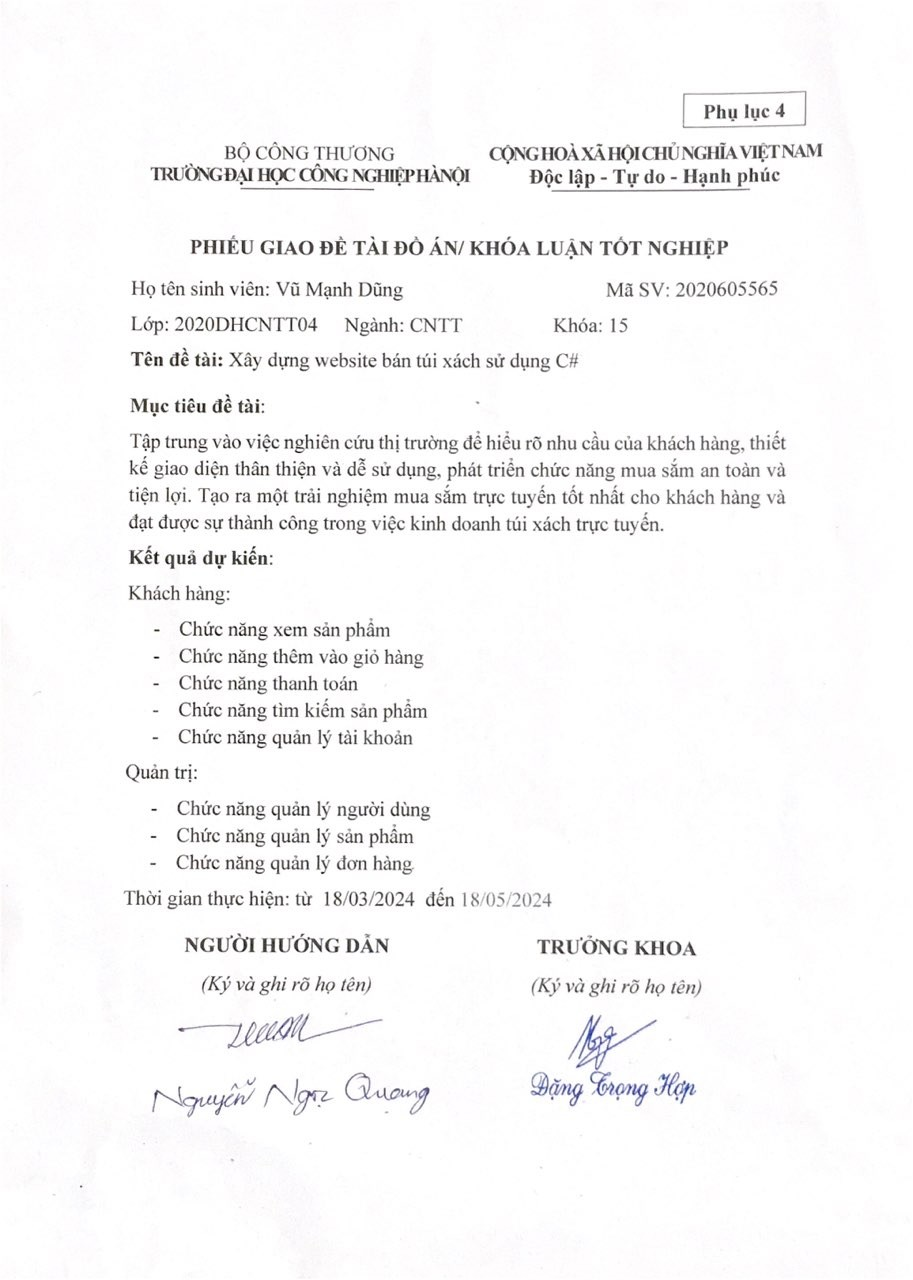 Phụ lục 4
BỘ CÔNG THƯƠNG
TRƯỜNG ĐẠI HỌC CÔNG NGHIỆP HÀ NỘI
CỘNG HOÀ XÃ HỘI CHỦ NGHĨA VIỆT NAM
Độc lập - Tự do - Hạnh phúc
PHIẾU GIAO ĐỀ TÀI ĐỒ ÁN/ KHÓA LUẬN TỐT NGHIỆP
Họ tên sinh viên: Vũ Mạnh Dũng Mã SV: 2020605565
Lớp: 2020DHCNTT04 Ngành: CNTT Khóa: 15
Tên đề tài: Xây dựng website bán túi xách sử dụng C#
Mục tiêu đề tài:
Tập trung vào việc nghiên cứu thị trường để hiểu rõ nhu cầu của khách hàng, thiết
kế giao diện thân thiện và dễ sử dụng, phát triển chức năng mua sắm an toàn và
tiện lợi. Tạo ra một trải nghiệm mua sắm trực tuyến tốt nhất cho khách hàng và
đạt được sự thành công trong việc kinh doanh túi xách trực tuyến.
Kết quả dự kiến:
Khách hàng:
- Chức năng xem sản phẩm
- Chức năng thêm vào giỏ hàng
- Chức năng thanh toán
- Chức năng tìm kiếm sản phẩm
- Chức năng quản lý tài khoản
Quản trị:
- Chức năng quản lý người dùng
- Chức năng quản lý sản phẩm
- Chức năng quản lý đơn hàng
Thời gian thực hiện: từ 18/03/2024 đến 18/05/2024
NGƯỜI HƯỚNG DẪN
(Ký và ghi rõ họ tên)
Nguyễn Ngọc Quang
TRƯỞNG KHOA
(Ký và ghi rõ họ tên)
Đặng Trọng Hợp